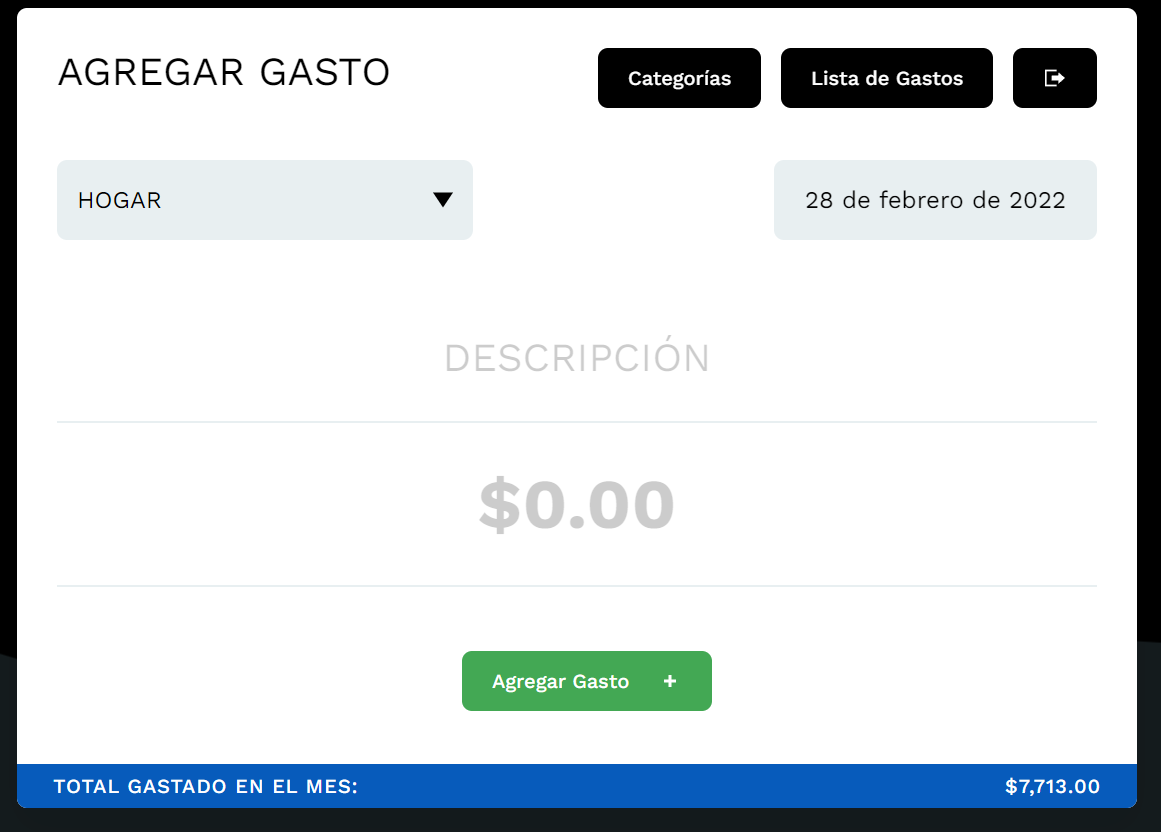 AGREGAR GASTO
Categorías
Lista de Gastos
HOGAR
28 de febrero de 2022
DESCRIPCIÓN
$0.00
Agregar Gasto +
TOTAL GASTADO EN EL MES: $7,713.00